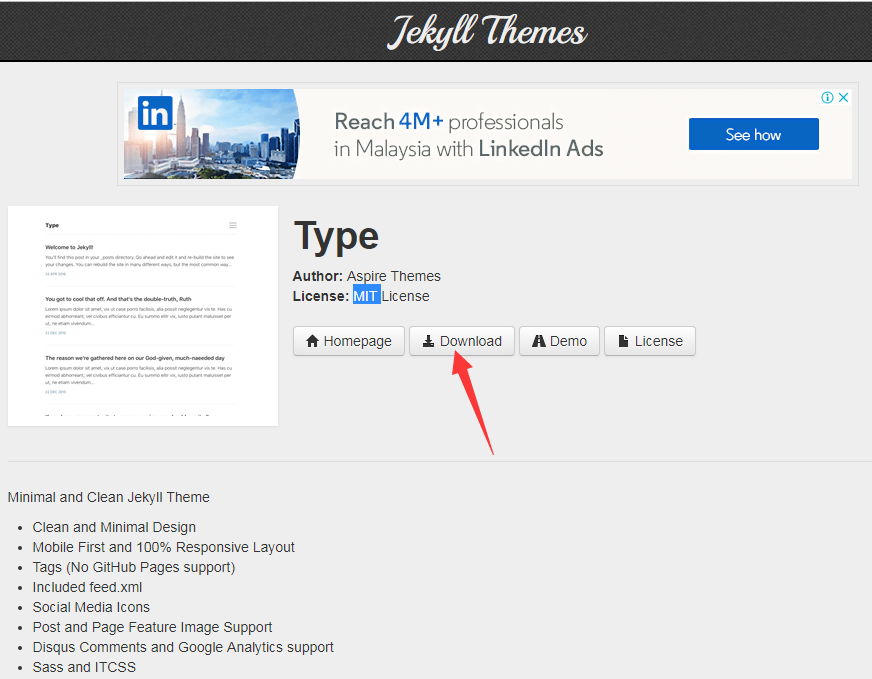 Jekyll Themes
in
Reach 4M+ professionals
in Malaysia with LinkedIn Ads
See how
Type
Welcome to Jekyll!
You'll find this post in your _posts directory. Go ahead and edit it and re-build the site to see
your changes. You can rebuild the site in many different ways, but the most common way...
You got to cool that off. And that's the double-truth, Ruth
Lorem ipsum dolor sit amet, vix ut case porro facilisis, alia possit neglegentur vis te. Has cu
eirmod abhorreant, vel civibus efficiantur cu. Eu summo elitr vix, iusto putant maluisset per
ut, ne etiam vivendum...
The reason we're gathered here on our God-given, much-naeeded day
Lorem ipsum dolor sit amet, vix ut case porro facilisis, alia possit neglegentur vis te. Has cu
eirmod abhorreant, vel civibus efficiantur cu. Eu summo elitr vix, iusto putant maluisset per
ut, ne etiam vivendum...
Type
Author: Aspire Themes
License: MIT License
Homepage
Download
Demo
License
Minimal and Clean Jekyll Theme
• Clean and Minimal Design
• Mobile First and 100% Responsive Layout
• Tags (No GitHub Pages support)
• Included feed.xml
• Social Media Icons
• Post and Page Feature Image Support
• Disqus Comments and Google Analytics support
• Sass and ITCSS